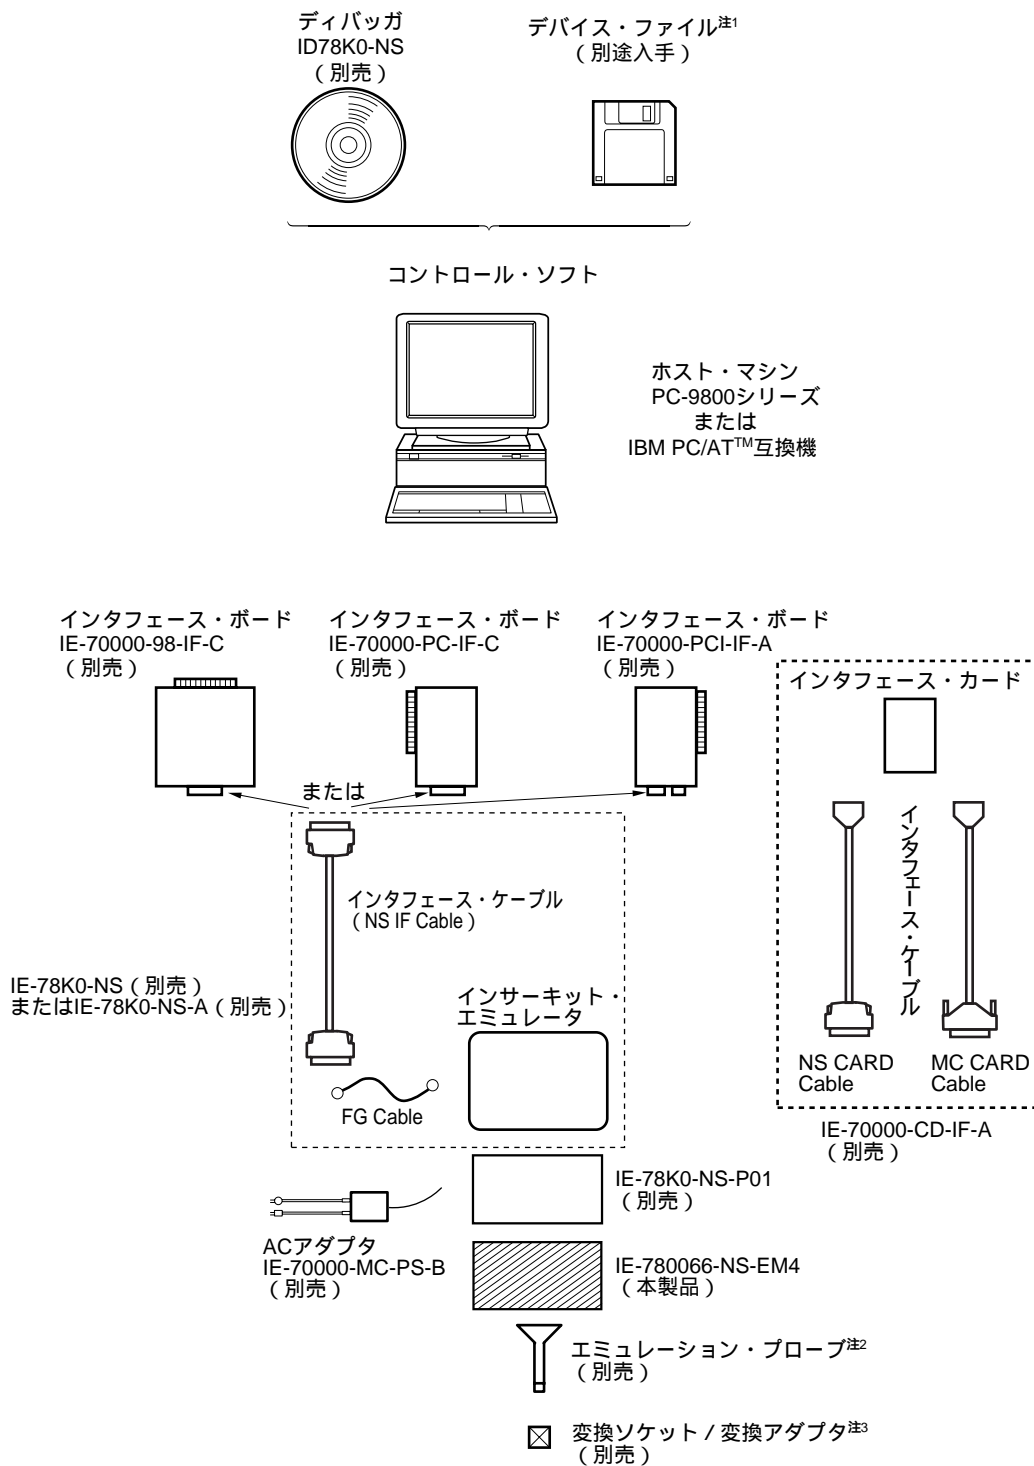 ディバッガ
ID78K0-NS
（別売）
デバイス・ファイル注1
（別途入手）
コントロール・ソフト
ホスト・マシン
PC-9800シリーズ
または
IBM PC/AT™互換機
インタフェース・ボード
IE-70000-98-IF-C
（別売）
インタフェース・ボード
IE-70000-PC-IF-C
（別売）
インタフェース・ボード
IE-70000-PCI-IF-A
（別売）
インタフェース・カード
または
インタフェース・ケーブル
（NS IF Cable）
インタフェース・ケーブル
IE-78K0-NS（別売）
またはIE-78K0-NS-A（別売）
インサーキット・
エミュレータ
FG Cable
NS CARD
Cable
MC CARD
Cable
IE-70000-CD-IF-A
（別売）
IE-78K0-NS-P01
（別売）
ACアダプタ
IE-70000-MC-PS-B
（別売）
IE-780066-NS-EM4
（本製品）
エミュレーション・プローブ注2
（別売）
変換ソケット／変換アダプタ注3
（別売）